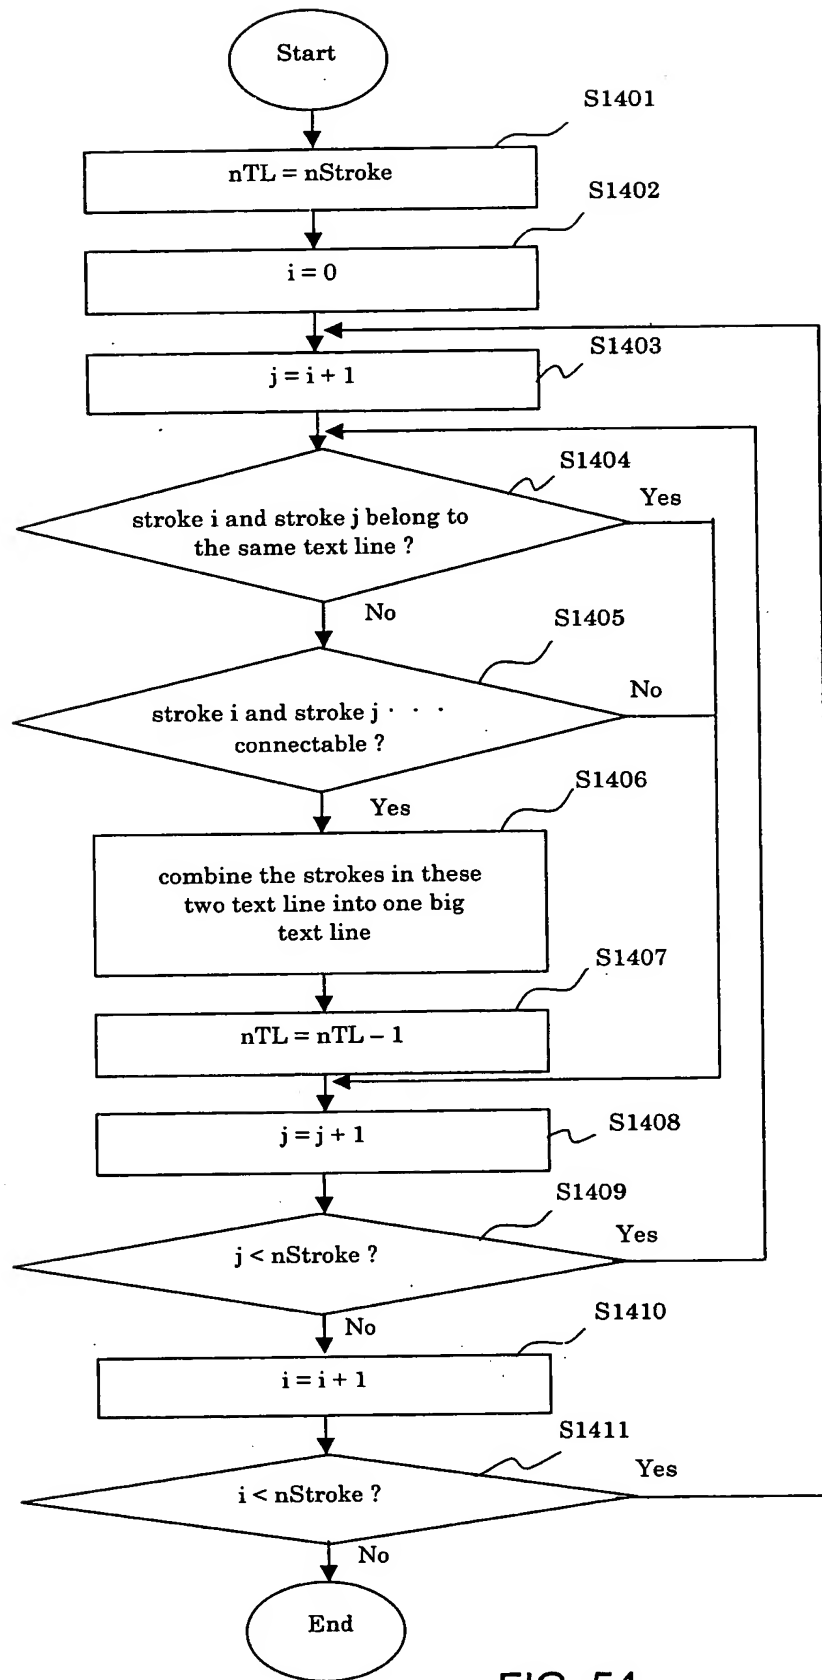 Start
S1401
nTL = nStroke
S1402
i = 0
S1403
j = i + 1
S1404
Yes
stroke i and stroke j belong to
the same text line ?
No
S1405
No
stroke i and stroke j · · ·
connectable ?
Yes
S1406
combine the strokes in these
two text line into one big
text line
S1407
nTL = nTL – 1
S1408
j = j + 1
S1409
Yes
j < nStroke ?
No
S1410
i = i + 1
S1411
Yes
i < nStroke ?
No
End
FIG. 54